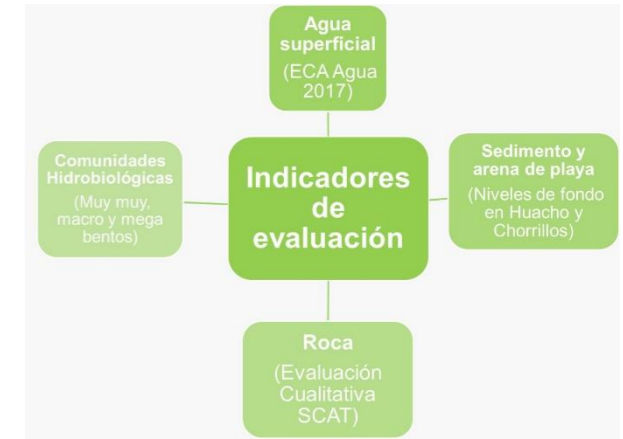 Agua
superficial
(ECA Agua
2017)
Comunidades
Hidrobiológicas
(Muy muy,
macro y mega
bentos)
Indicadores
de
evaluación
Sedimento y
arena de playa
(Niveles de fondo
en Huacho y
Chorrillos)
Roca
(Evaluación
Cualitativa
SCAT)